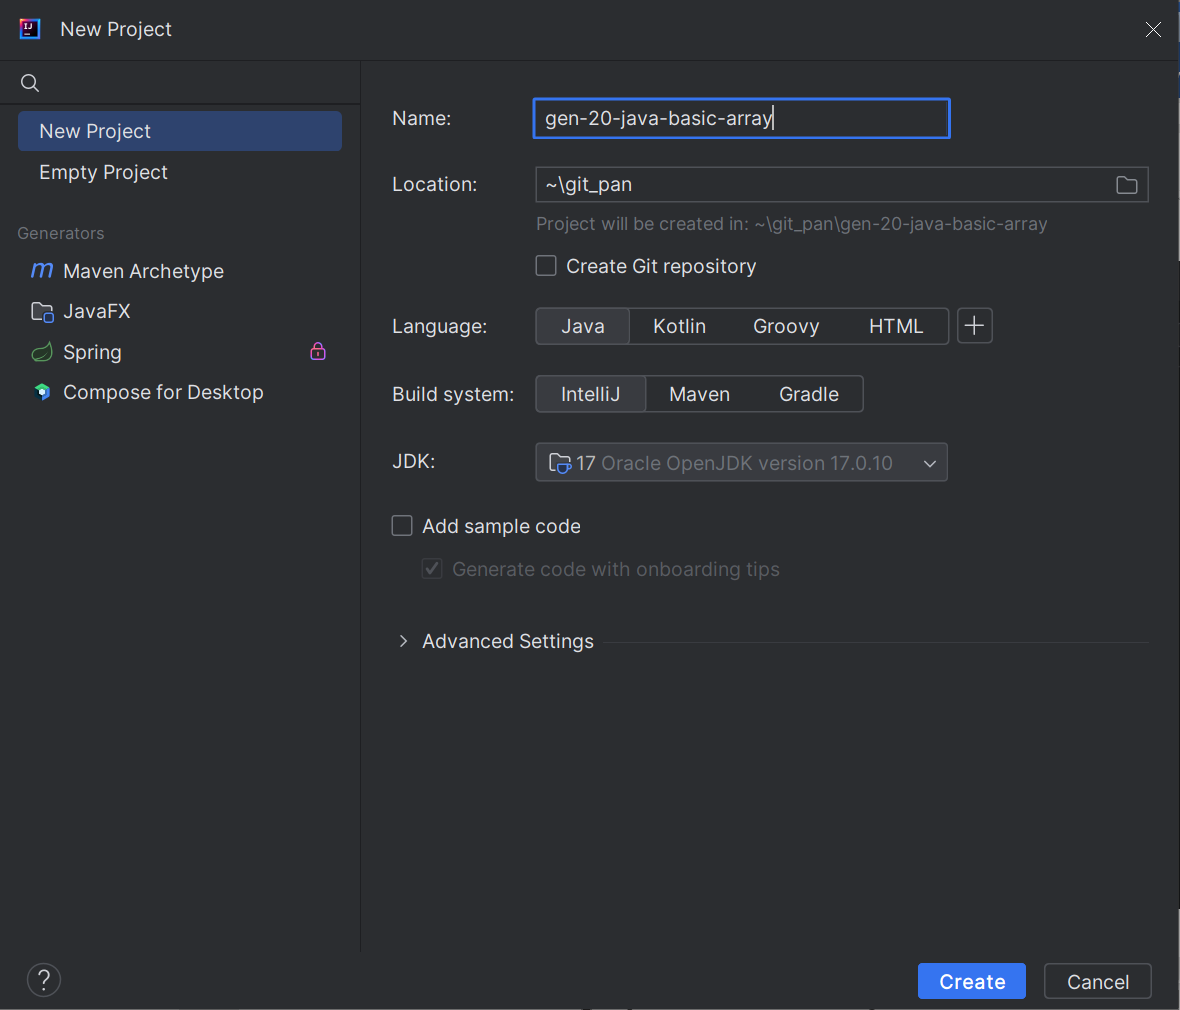 New Project
New Project
Empty Project
Generators
Maven Archetype
JavaFX
Spring
Compose for Desktop
Name: gen-20-java-basic-array
Location: ~\git_pan
Project will be created in: ~\git_pan\gen-20-java-basic-array
Create Git repository
Language: Java Kotlin Groovy HTML
Build system: IntelliJ Maven Gradle
JDK: 17 Oracle OpenJDK version 17.0.10
Add sample code
Generate code with onboarding tips
Advanced Settings
? Create Cancel